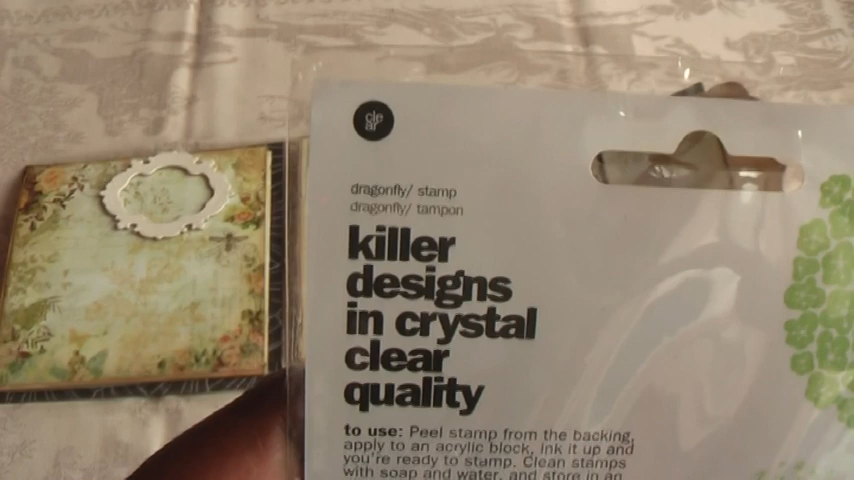 cle
ar
dragonfly/ stamp
dragonfly/ tampon
killer
designs
in crystal
clear
quality
to use: Peel stamp from the backing,
apply to an acrylic block, ink it up and
you're ready to stamp. Clean stamps
with soap and water, and store in an